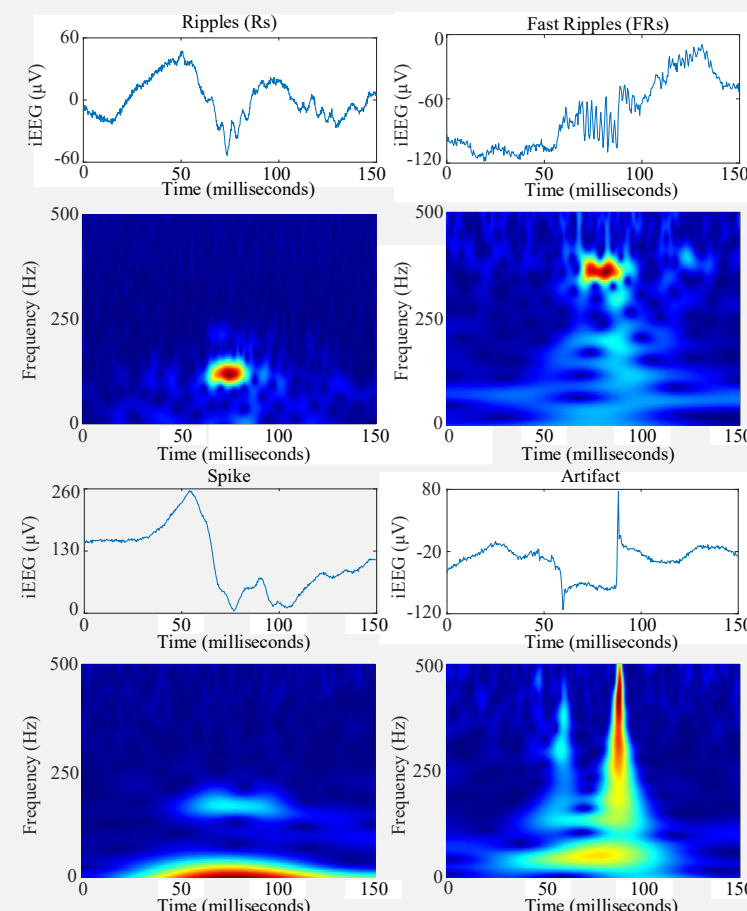 Ripples (Rs)
60
0
-60
iEEG (µV)
0 50 100 150
Time (milliseconds)
Fast Ripples (FRs)
0
-60
-120
iEEG (µV)
0 50 100 150
Time (milliseconds)
500
250
0
Frequency (Hz)
0 50 100 150
Time (milliseconds)
500
250
0
Frequency (Hz)
0 50 100 150
Time (milliseconds)
Spike
260
130
0
iEEG (µV)
0 50 100 150
Time (milliseconds)
Artifact
80
-20
-120
iEEG (µV)
0 50 100 150
Time (milliseconds)
500
250
0
Frequency (Hz)
0 50 100 150
Time (milliseconds)
500
250
0
Frequency (Hz)
0 50 100 150
Time (milliseconds)